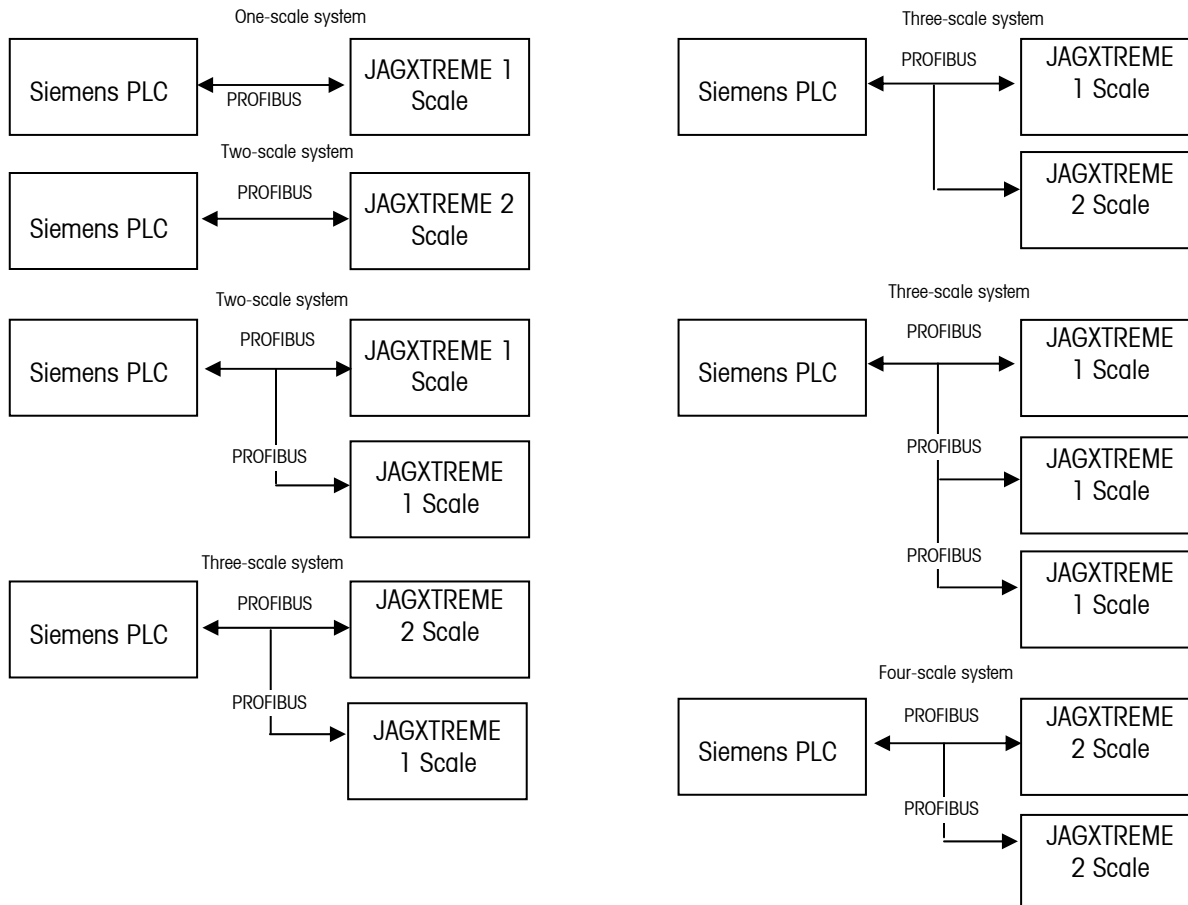 One-scale system
Siemens PLC
PROFIBUS
JAGXTREME 1
Scale
Two-scale system
Siemens PLC
PROFIBUS
JAGXTREME 2
Scale
Two-scale system
Siemens PLC
PROFIBUS
JAGXTREME 1
Scale
PROFIBUS
JAGXTREME
1 Scale
Three-scale system
Siemens PLC
PROFIBUS
JAGXTREME
2 Scale
PROFIBUS
JAGXTREME
1 Scale
Three-scale system
Siemens PLC
PROFIBUS
JAGXTREME
1 Scale
JAGXTREME
2 Scale
Three-scale system
Siemens PLC
PROFIBUS
JAGXTREME
1 Scale
PROFIBUS
JAGXTREME
1 Scale
PROFIBUS
JAGXTREME
1 Scale
Four-scale system
Siemens PLC
PROFIBUS
JAGXTREME
2 Scale
PROFIBUS
JAGXTREME
2 Scale